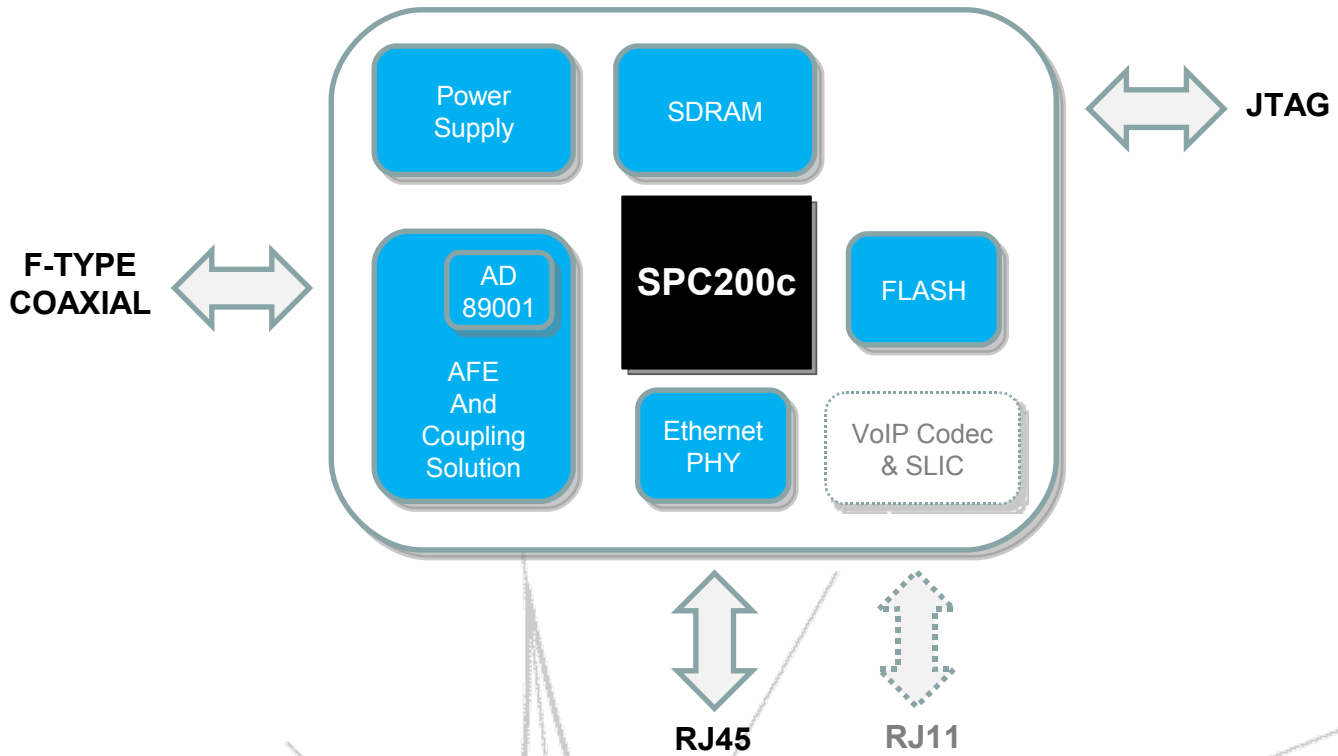 Power
Supply
SDRAM
JTAG
F-TYPE
COAXIAL
AD
89001
AFE
And
Coupling
Solution
SPC200c
FLASH
Ethernet
PHY
VoIP Codec
& SLIC
RJ45
RJ11